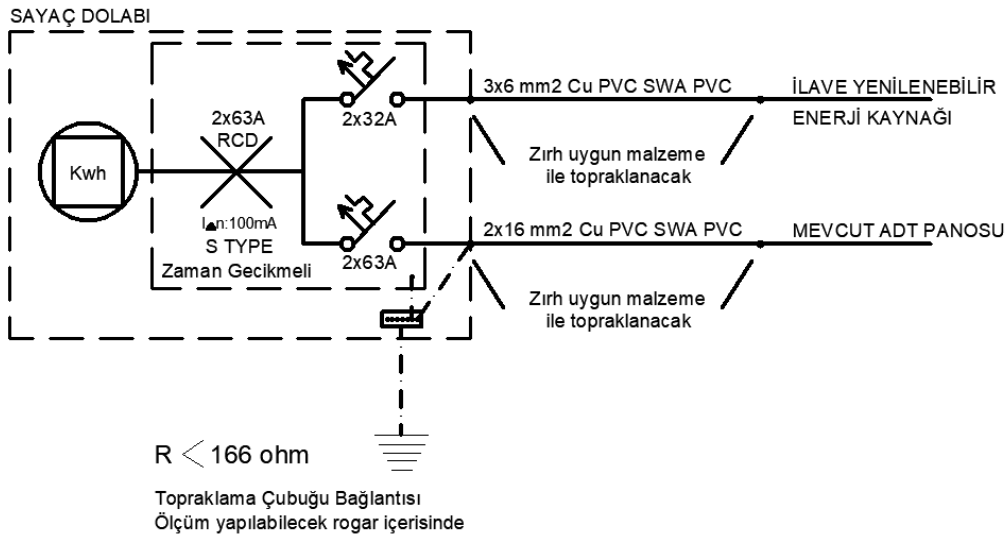 SAYAÇ DOLABI
Kwh
2x63A
RCD
I▲n:100mA
S TYPE
Zaman Gecikmeli
2x32A
2x63A
3x6 mm2 Cu PVC SWA PVC
İLAVE YENİLENEBİLİR
ENERJİ KAYNAĞI
Zırh uygun malzeme
ile topraklanacak
2x16 mm2 Cu PVC SWA PVC
MEVCUT ADT PANOSU
Zırh uygun malzeme
ile topraklanacak
R < 166 ohm
Topraklama Çubuğu Bağlantısı
Ölçüm yapılabilecek rogar içerisinde